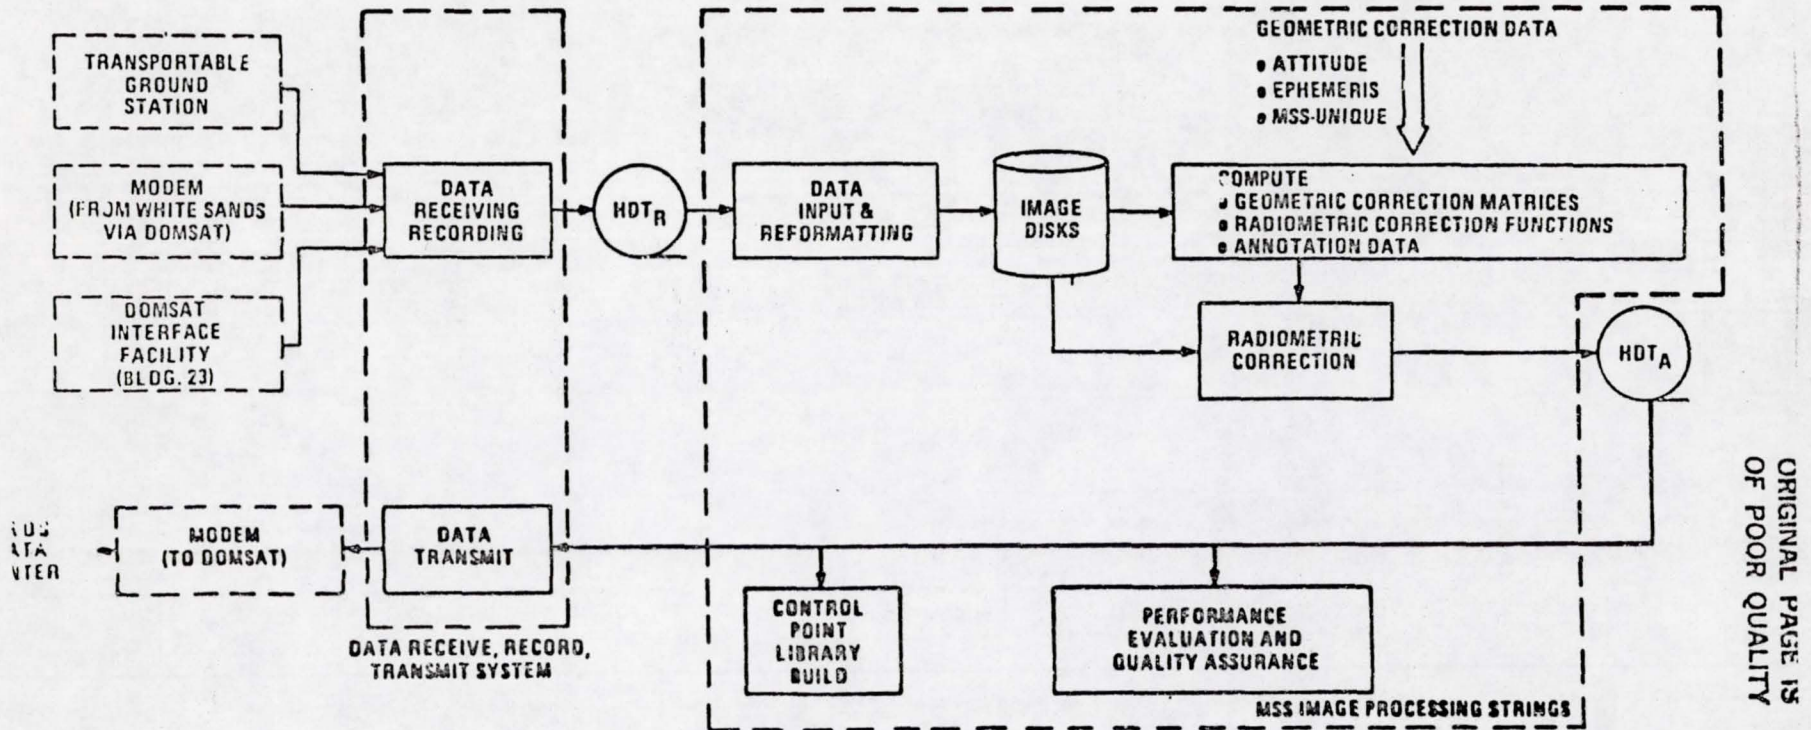 TRANSPORTABLE
GROUND
STATION
MODEM
(FROM WHITE SANDS
VIA DOMSAT)
DOMSAT
INTERFACE
FACILITY
(BLDG. 23)
DATA
RECEIVING
RECORDING
HDTR
DATA
INPUT &
REFORMATTING
IMAGE
DISKS
GEOMETRIC CORRECTION DATA
• ATTITUDE
• EPHEMERIS
• MSS-UNIQUE
COMPUTE
• GEOMETRIC CORRECTION MATRICES
• RADIOMETRIC CORRECTION FUNCTIONS
• ANNOTATION DATA
RADIOMETRIC
CORRECTION
HDTA
MODEM
(TO DOMSAT)
DATA
TRANSMIT
DATA RECEIVE, RECORD,
TRANSMIT SYSTEM
CONTROL
POINT
LIBRARY
BUILD
PERFORMANCE
EVALUATION AND
QUALITY ASSURANCE
MSS IMAGE PROCESSING STRINGS
ORIGINAL PAGE IS
OF POOR QUALITY